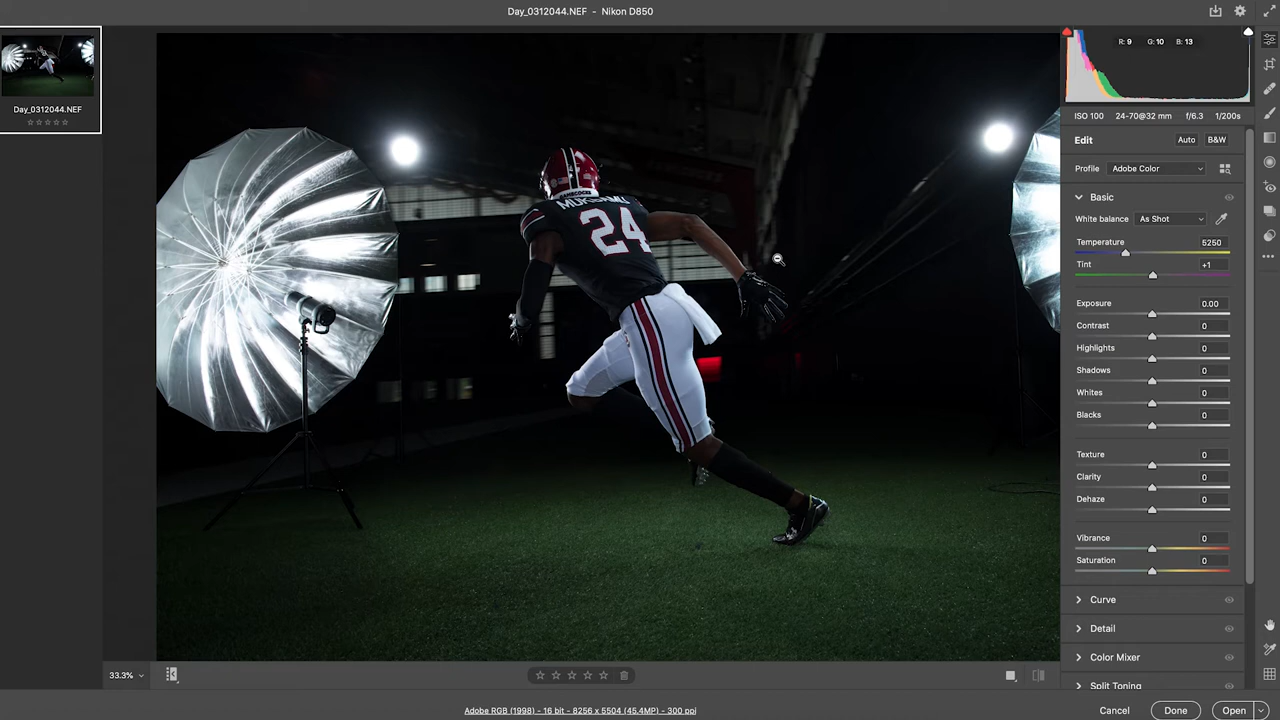 Day_0312044.NEF - Nikon D850
Day_0312044.NEF
R: 9 G: 10 B: 13
ISO 100 24-70@32 mm f/6.3 1/200s
Edit Auto B&W
Profile Adobe Color
Basic
White balance As Shot
Temperature 5250
Tint +1
Exposure 0.00
Contrast 0
Highlights 0
Shadows 0
Whites 0
Blacks 0
Texture 0
Clarity 0
Dehaze 0
Vibrance 0
Saturation 0
Curve
Detail
Color Mixer
Split Toning
GAMECOCKS
24
33.3%
Adobe RGB (1998) - 16 bit - 8256 x 5504 (45.4MP) - 300 ppi
Cancel Done Open